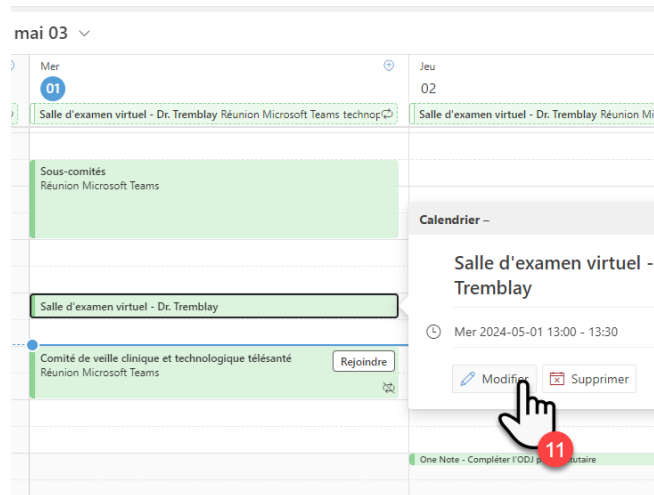 mai 03
Mer
01
Jeu
02
Salle d'examen virtuel - Dr. Tremblay Réunion Microsoft Teams
Salle d'examen virtuel - Dr. Tremblay Réunion
Sous-comités
Réunion Microsoft Teams
Calendrier –
Salle d'examen virtuel -
Tremblay
Salle d'examen virtuel - Dr. Tremblay
Mer 2024-05-01 13:00 - 13:30
Comité de veille clinique et technologique télésanté
Rejoindre
Réunion Microsoft Teams
Modifier
Supprimer
11
One Note - Compléter l'ODJ